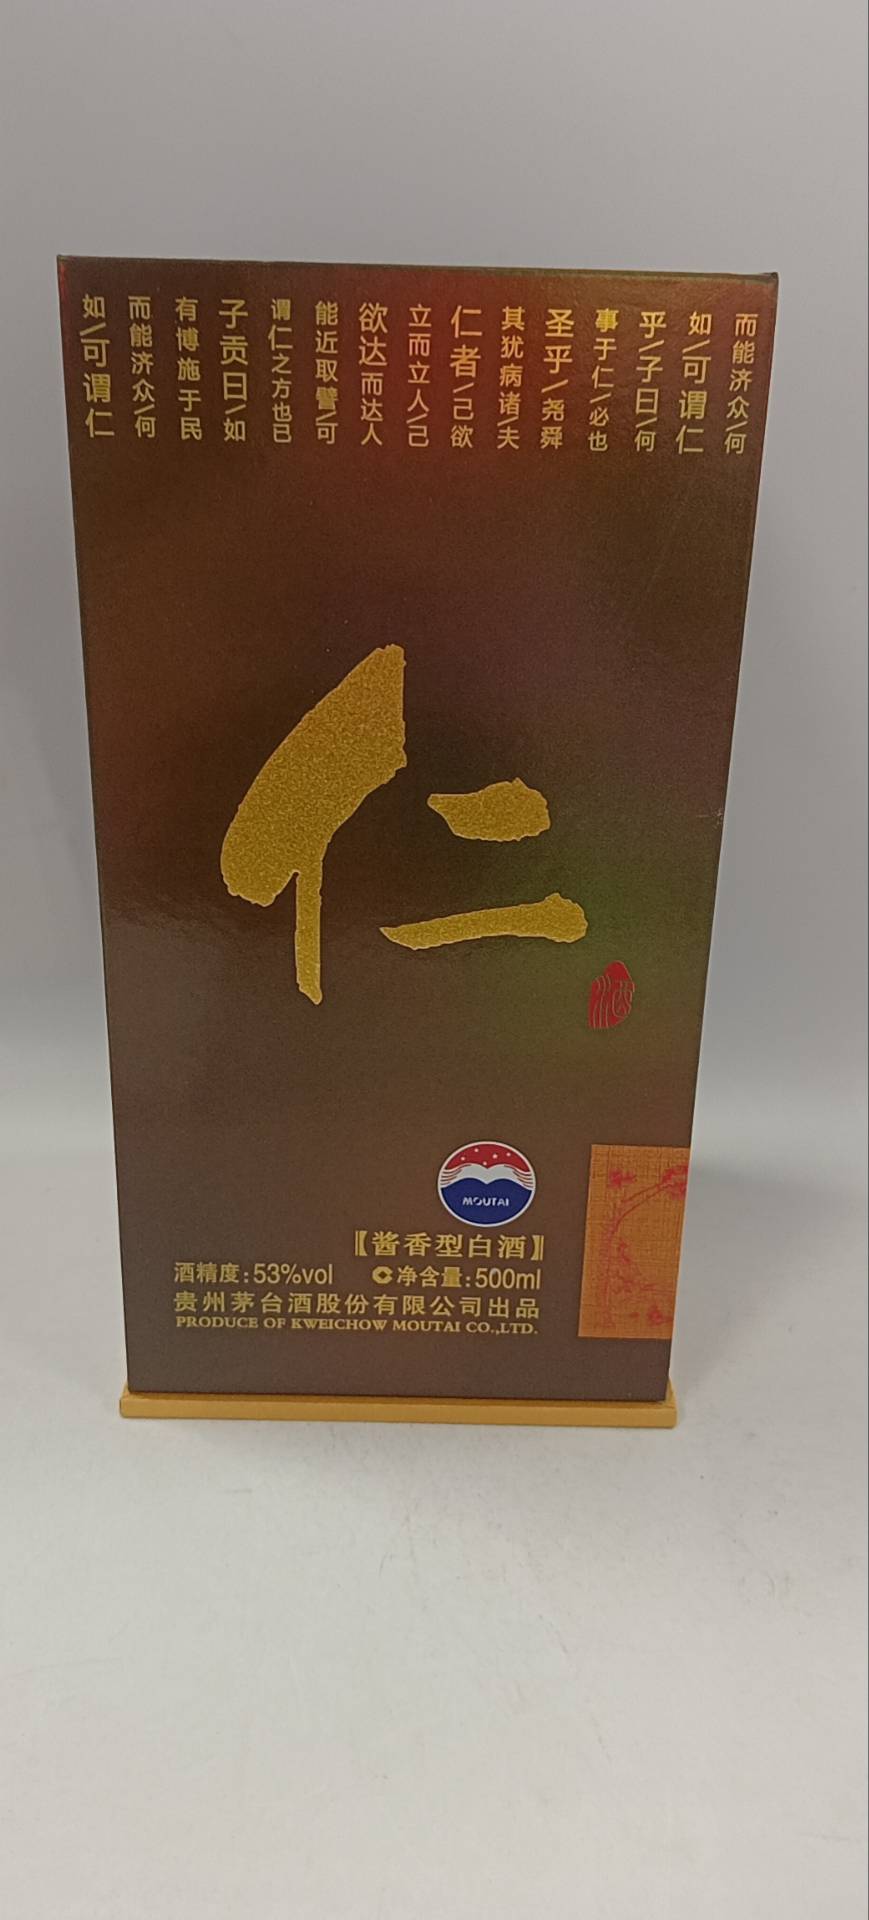 而能济众/何
如/可谓仁
乎/子曰/何
事于仁/必也
圣乎/尧舜
其犹病诸/夫
仁者/己欲
立而立人/己
欲达而达人
能近取譬/可
谓仁之方也已
子贡曰/如
有博施于民
而能济众/何
如/可谓仁
仁
酒
MOUTAI
【酱香型白酒】
酒精度:53%vol 净含量:500ml
贵州茅台酒股份有限公司出品
PRODUCE OF KWEICHOW MOUTAI CO.,LTD.